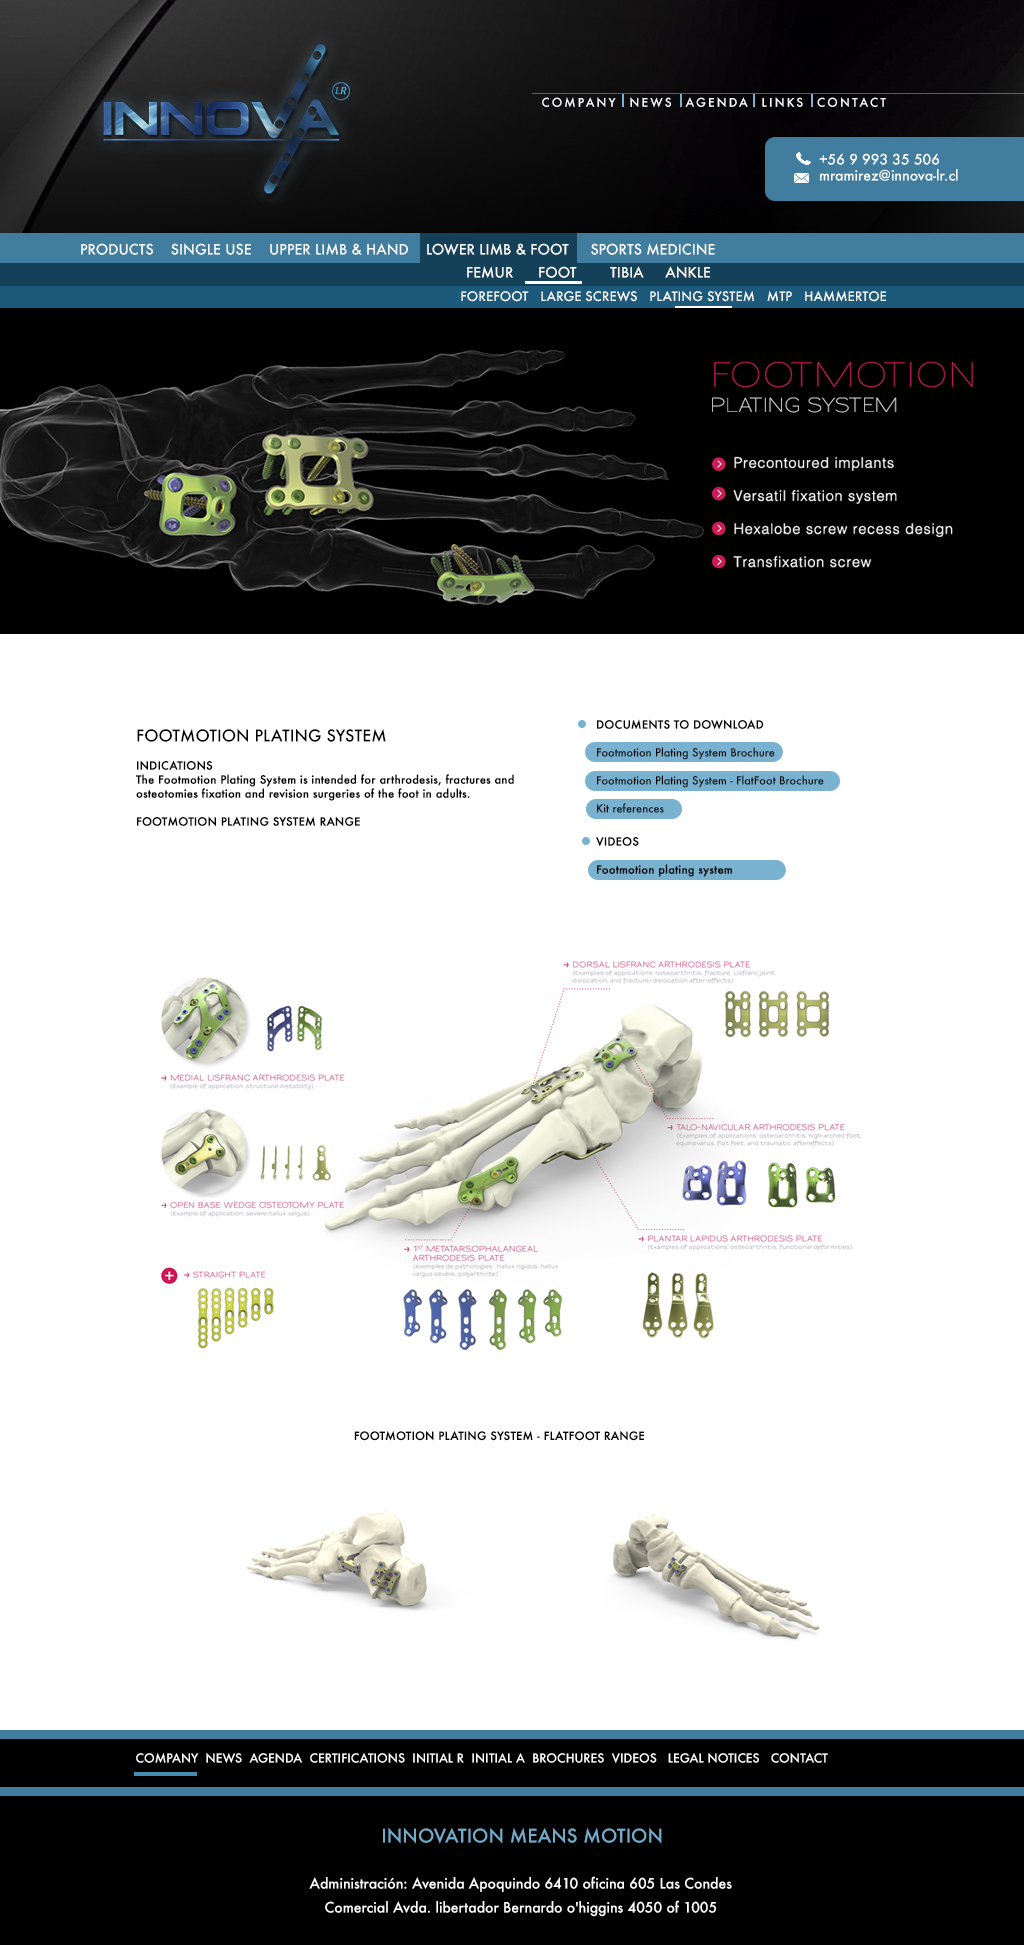 INNOVA LR
COMPANY NEWS AGENDA LINKS CONTACT
+56 9 993 35 506
mramirez@innova-lr.cl
PRODUCTS SINGLE USE UPPER LIMB & HAND LOWER LIMB & FOOT SPORTS MEDICINE
FEMUR FOOT TIBIA ANKLE
FOREFOOT LARGE SCREWS PLATING SYSTEM MTP HAMMERTOE
FOOTMOTION
PLATING SYSTEM
Precontoured implants
Versatil fixation system
Hexalobe screw recess design
Transfixation screw
FOOTMOTION PLATING SYSTEM
INDICATIONS
The Footmotion Plating System is intended for arthrodesis, fractures and
osteotomies fixation and revision surgeries of the foot in adults.
FOOTMOTION PLATING SYSTEM RANGE
DOCUMENTS TO DOWNLOAD
Footmotion Plating System Brochure
Footmotion Plating System - FlatFoot Brochure
Kit references
VIDEOS
Footmotion plating system
DORSAL LISFRANC ARTHRODESIS PLATE
(Examples of applications: osteoarthritis, fracture, Lisfranc joint
dislocation, and fracture/dislocation after-effects)
MEDIAL LISFRANC ARTHRODESIS PLATE
(Example of application: structural instability)
TALO-NAVICULAR ARTHRODESIS PLATE
(Examples of applications: osteoarthritis, high-arched foot,
equinovarus, flat feet, and traumatic aftereffects)
OPEN BASE WEDGE OSTEOTOMY PLATE
(Example of application: severe hallux valgus)
PLANTAR LAPIDUS ARTHRODESIS PLATE
(Examples of applications: osteoarthritis, functional deformities)
1ST METATARSOPHALANGEAL
ARTHRODESIS PLATE
(exemples de pathologies : hallux rigidus, hallux
valgus sévère, polyarthrite)
STRAIGHT PLATE
FOOTMOTION PLATING SYSTEM - FLATFOOT RANGE
COMPANY NEWS AGENDA CERTIFICATIONS INITIAL R INITIAL A BROCHURES VIDEOS LEGAL NOTICES CONTACT
INNOVATION MEANS MOTION
Administración: Avenida Apoquindo 6410 oficina 605 Las Condes
Comercial Avda. libertador Bernardo o'higgins 4050 of 1005